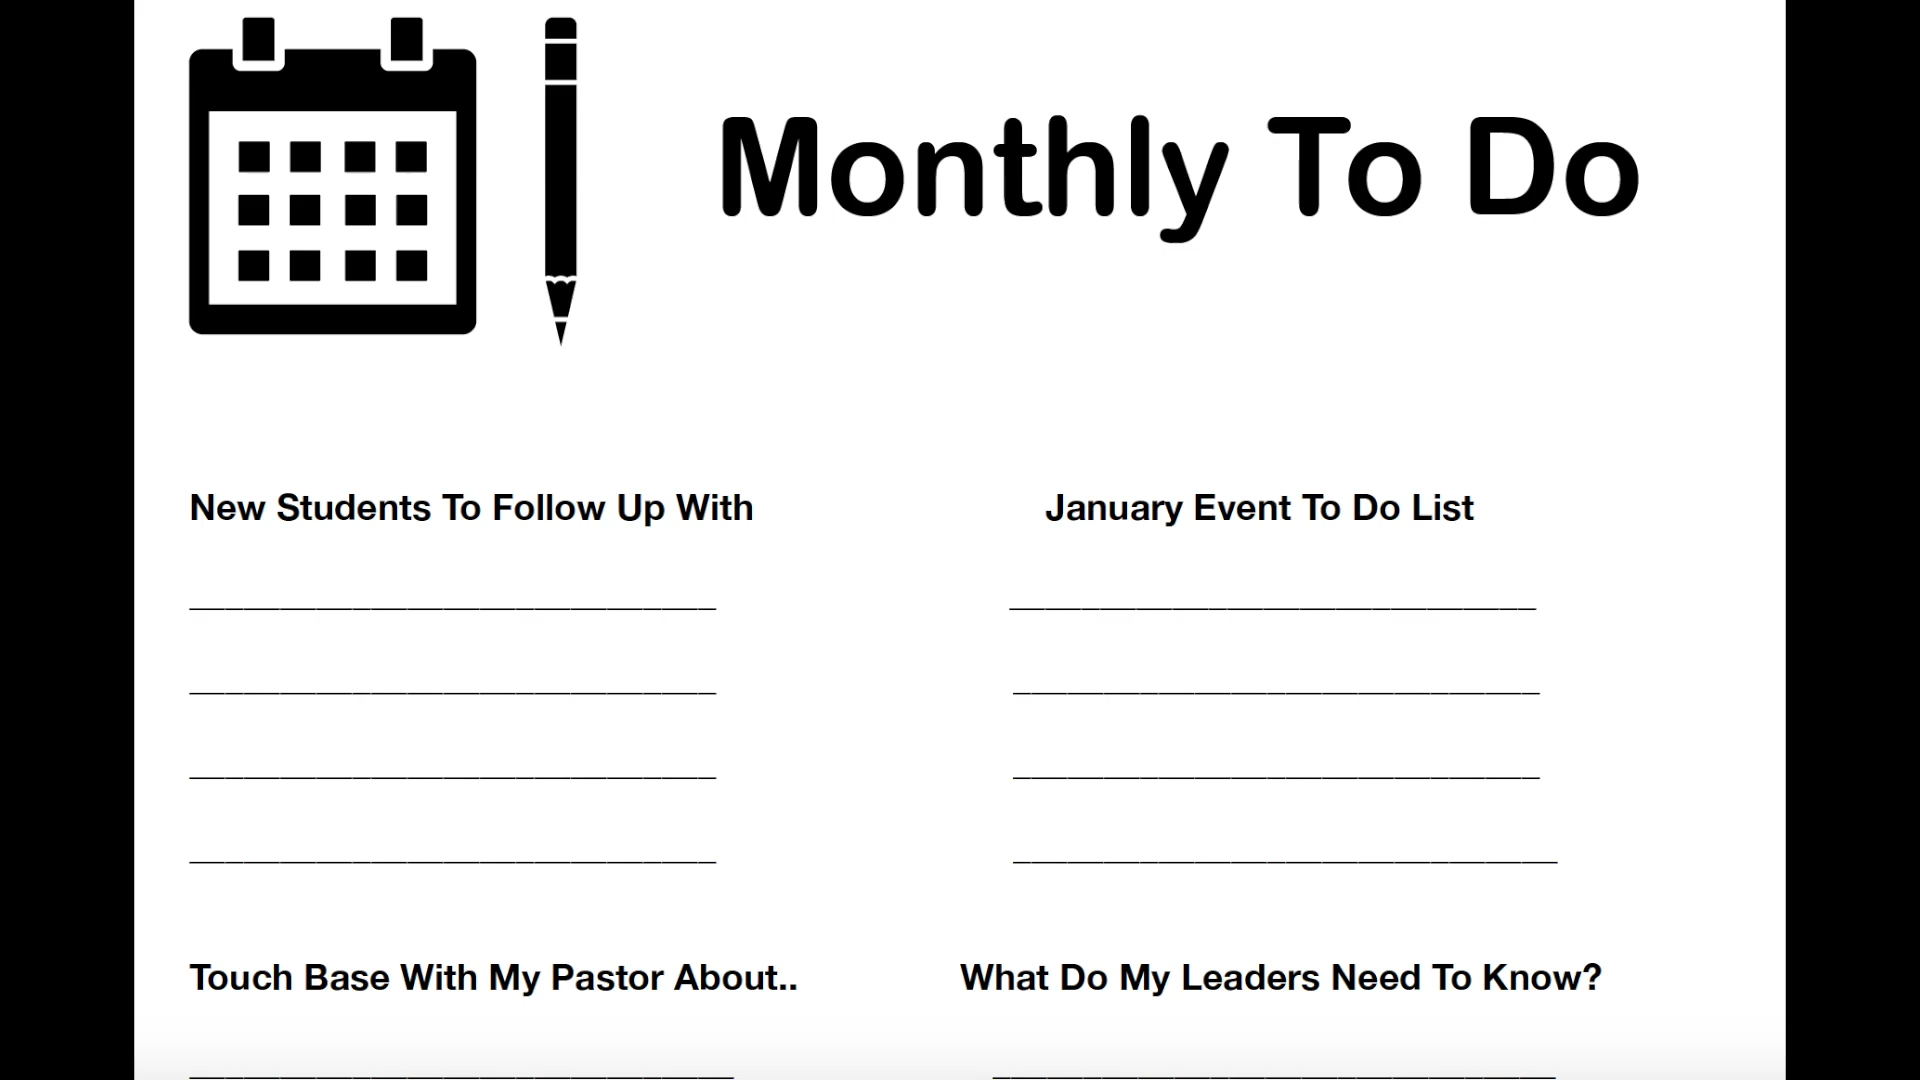 Monthly To Do
New Students To Follow Up With
January Event To Do List
Touch Base With My Pastor About..
What Do My Leaders Need To Know?